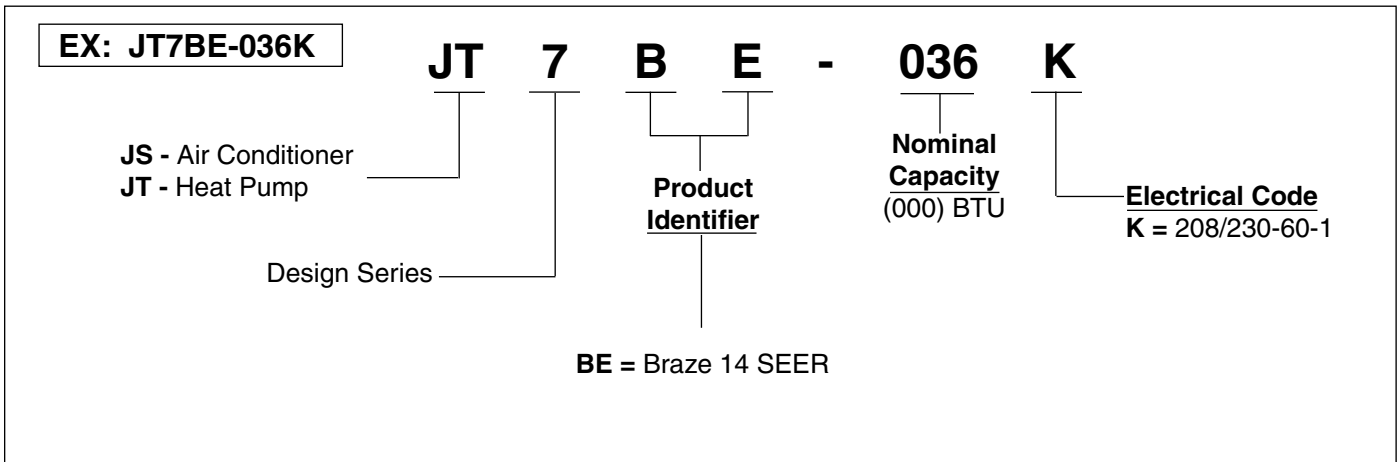 EX: JT7BE-036K
JT 7 B E - 036 K
JS - Air Conditioner
JT - Heat Pump
Design Series
Product
Identifier
BE = Braze 14 SEER
Nominal
Capacity
(000) BTU
Electrical Code
K = 208/230-60-1